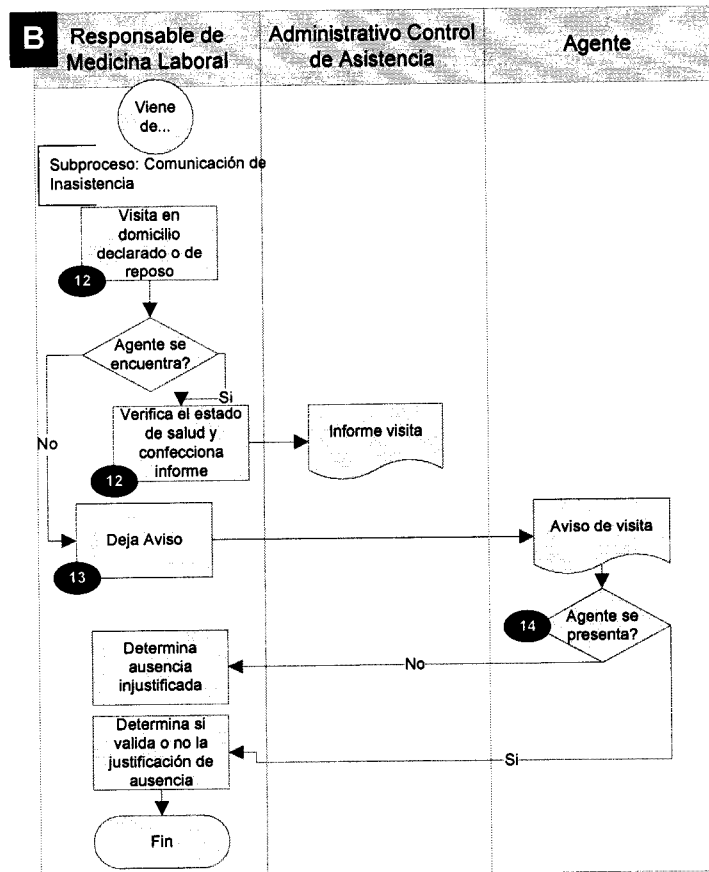 B
Responsable de
Medicina Laboral
Administrativo Control
de Asistencia
Agente
Viene
de...
Subproceso: Comunicación de
Inasistencia
Visita en
domicilio
declarado o de
reposo
12
Agente se
encuentra?
Si
No
Verifica el estado
de salud y
confecciona
informe
12
Informe visita
Deja Aviso
13
Aviso de visita
14
Agente se
presenta?
No
Determina
ausencia
injustificada
Determina si
valida o no la
justificación de
ausencia
Si
Fin